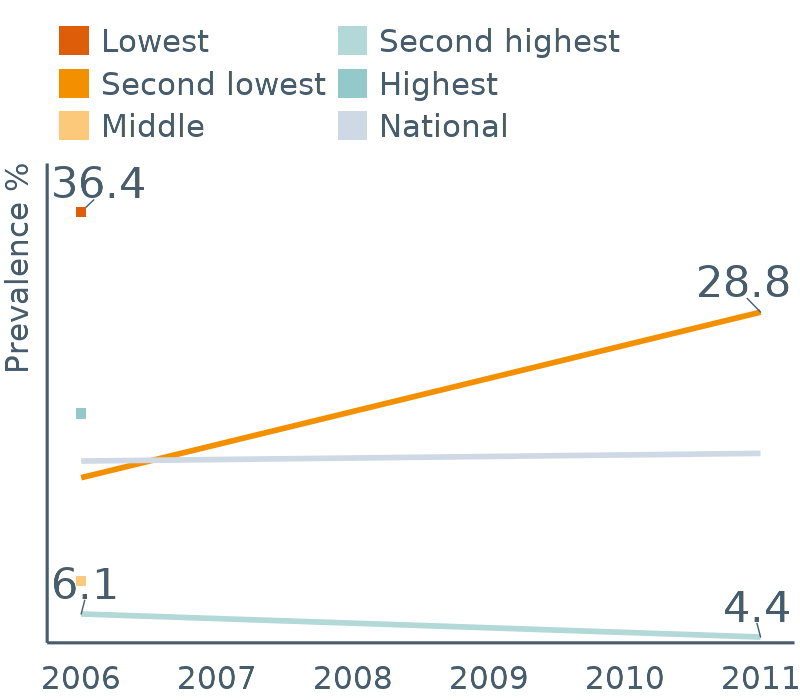 Lowest
Second lowest
Middle
Second highest
Highest
National
Prevalence %
36.4
28.8
6.1
4.4
2006 2007 2008 2009 2010 2011